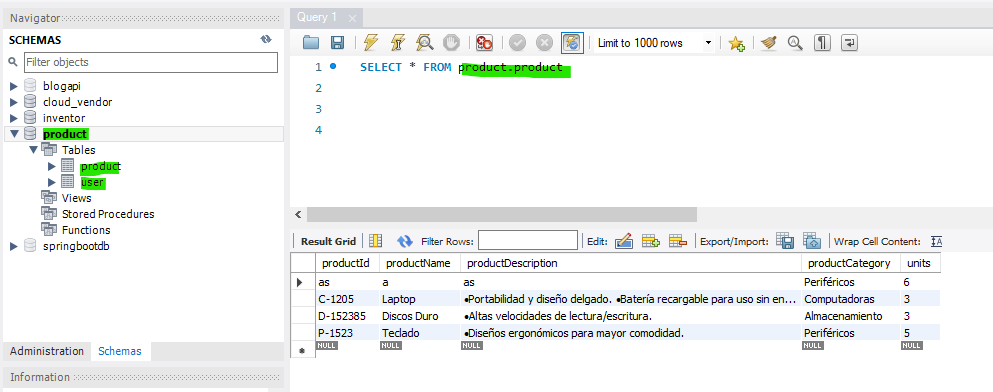 Navigator
SCHEMAS
Filter objects
blogapi
cloud_vendor
inventor
product
Tables
product
user
Views
Stored Procedures
Functions
springbootdb
Administration Schemas
Information
Query 1
Limit to 1000 rows
1 SELECT * FROM product.product
2
3
4
Result Grid Filter Rows: Edit: Export/Import: Wrap Cell Content:
productId productName productDescription productCategory units
as a as Periféricos 6
C-1205 Laptop •Portabilidad y diseño delgado. •Batería recargable para uso sin en... Computadoras 3
D-152385 Discos Duro •Altas velocidades de lectura/escritura. Almacenamiento 3
P-1523 Teclado •Diseños ergonómicos para mayor comodidad. Periféricos 5
NULL NULL NULL NULL NULL